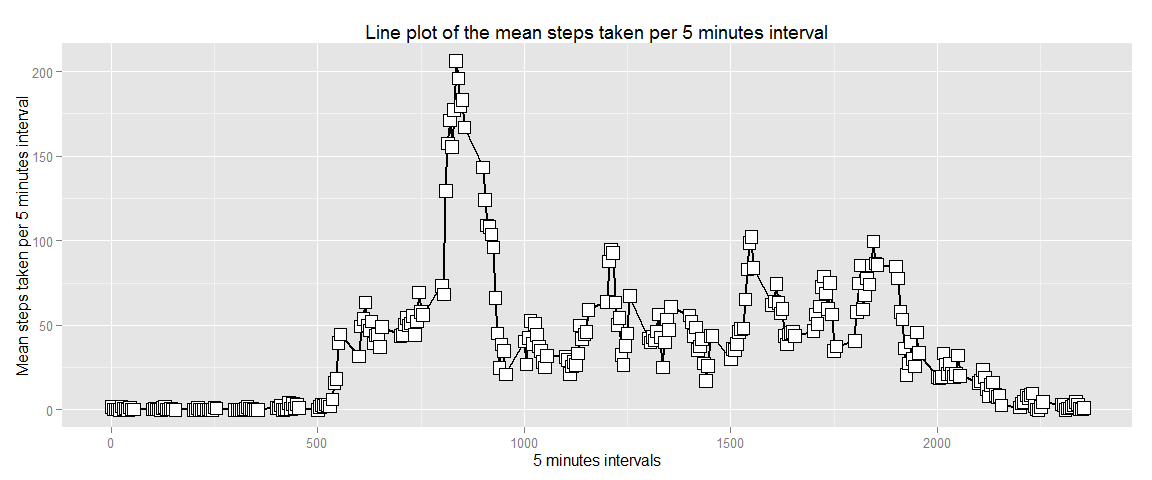 Line plot of the mean steps taken per 5 minutes interval
Mean steps taken per 5 minutes interval
200
150
100
50
0
0 500 1000 1500 2000
5 minutes intervals